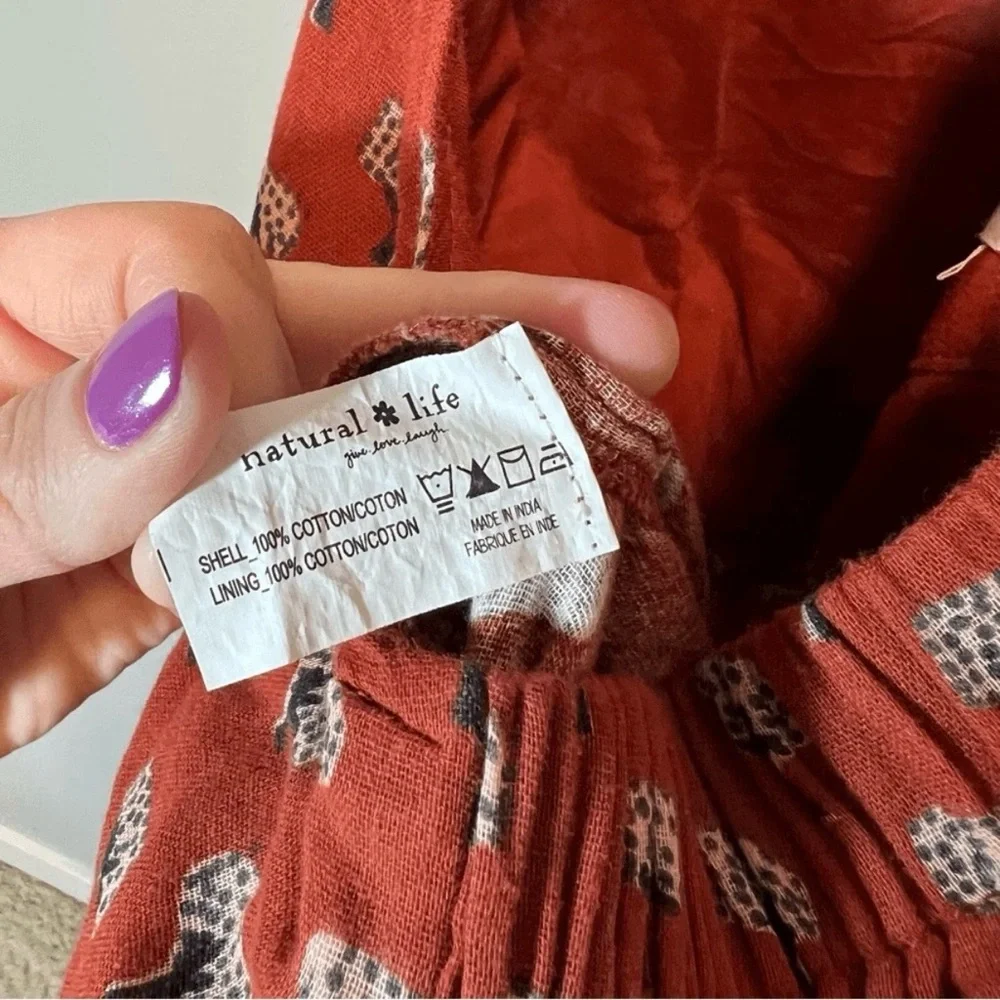 natural life
give. love. laugh.
SHELL_100% COTTON/COTON
LINING_100% COTTON/COTON
MADE IN INDIA
FABRIQUE EN INDE